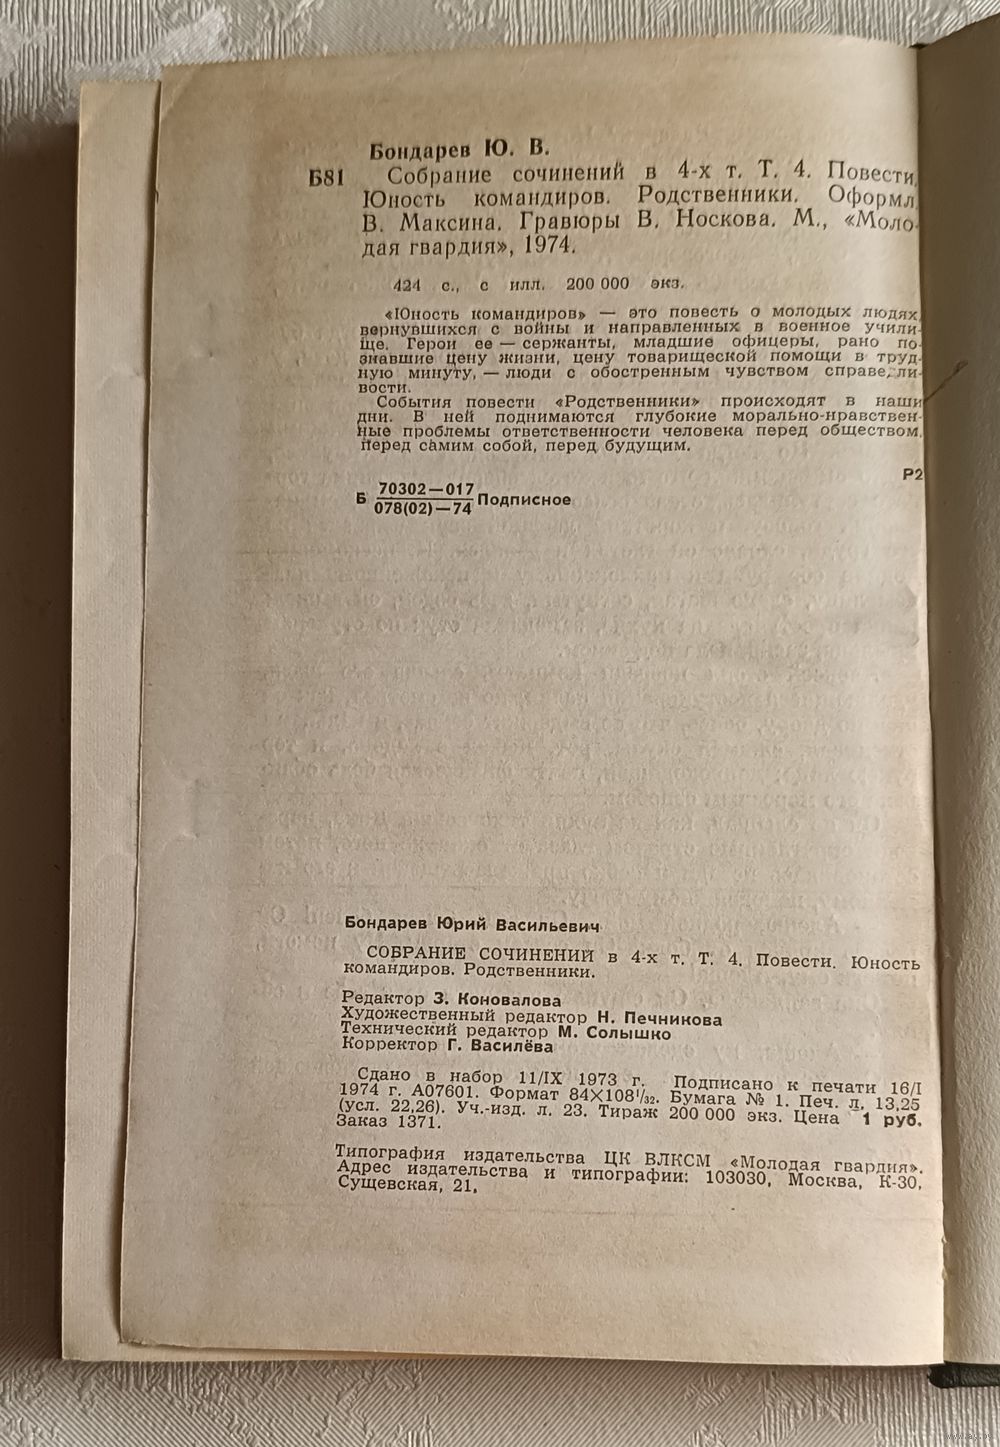 Бондарев Ю. В.
Б81 Собрание сочинений в 4-х т. Т. 4. Повести.
Юность командиров. Родственники. Оформл.
В. Максина. Гравюры В. Носкова. М., «Моло-
дая гвардия», 1974.
424 с., с илл. 200 000 экз.
«Юность командиров» — это повесть о молодых людях,
вернувшихся с войны и направленных в военное учили-
ще. Герои ее — сержанты, младшие офицеры, рано по-
знавшие цену жизни, цену товарищеской помощи в труд-
ную минуту, — люди с обостренным чувством справедли-
вости.
События повести «Родственники» происходят в наши
дни. В ней поднимаются глубокие морально-нравствен-
ные проблемы ответственности человека перед обществом,
перед самим собой, перед будущим.
Р2
Б 70302—017
078(02)—74 Подписное
Бондарев Юрий Васильевич
СОБРАНИЕ СОЧИНЕНИЙ в 4-х т. Т. 4. Повести. Юность
командиров. Родственники.
Редактор З. Коновалова
Художественный редактор Н. Печникова
Технический редактор М. Солышко
Корректор Г. Василёва
Сдано в набор 11/IX 1973 г. Подписано к печати 16/I
1974 г. А07601. Формат 84×108¹/₃₂. Бумага № 1. Печ. л. 13,25
(усл. 22,26). Уч.-изд. л. 23. Тираж 200 000 экз. Цена 1 руб.
Заказ 1371.
Типография издательства ЦК ВЛКСМ «Молодая гвардия».
Адрес издательства и типографии: 103030, Москва, К-30,
Сущевская, 21.